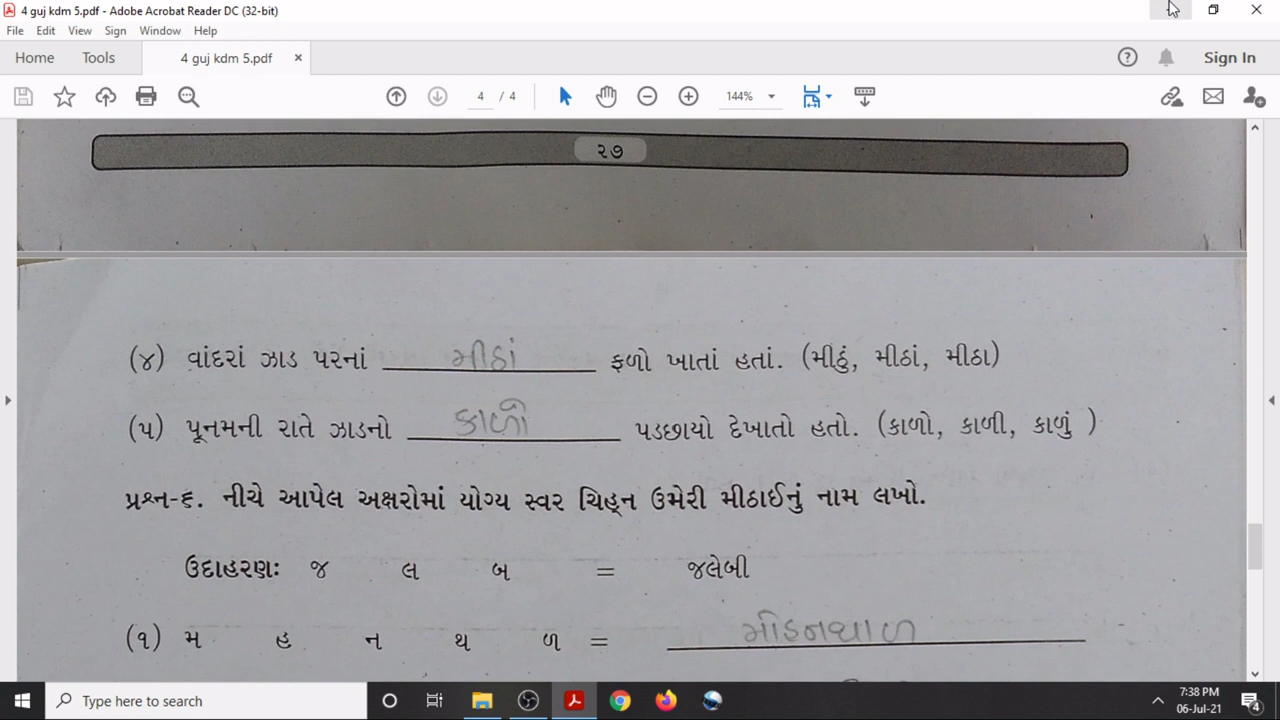 4 guj kdm 5.pdf - Adobe Acrobat Reader DC (32-bit)
File Edit View Sign Window Help
Home Tools 4 guj kdm 5.pdf × Sign In
4 / 4 144%
૨૭
(૪) વાંદરાં ઝાડ પરનાં મીઠાં ફળો ખાતાં હતાં. (મીઠું, મીઠાં, મીઠા)
(૫) પૂનમની રાતે ઝાડનો કાળો પડછાયો દેખાતો હતો. (કાળો, કાળી, કાળું )
પ્રશ્ન-૬. નીચે આપેલ અક્ષરોમાં યોગ્ય સ્વર ચિહ્ન ઉમેરી મીઠાઈનું નામ લખો.
ઉદાહરણઃ જ લ બ = જલેબી
(૧) મ હ ન થ ળ = મોહનથાળ
Type here to search
7:38 PM
06-Jul-21
4